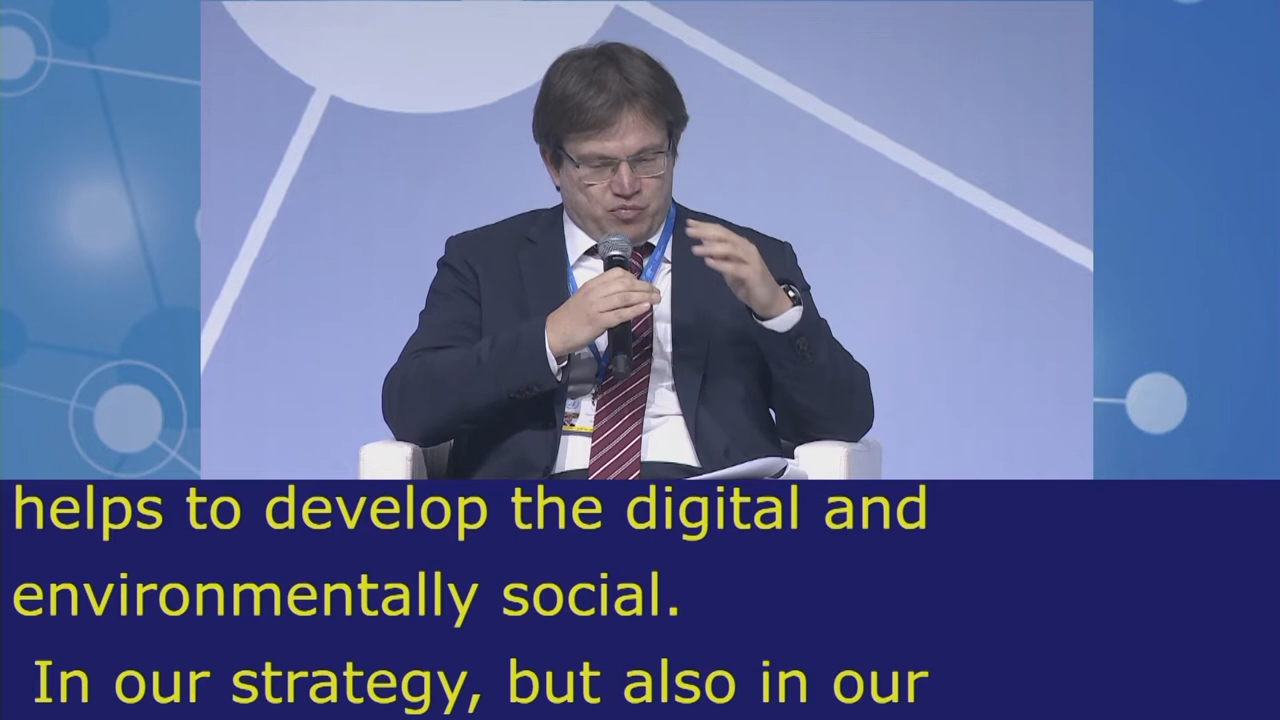 helps to develop the digital and
environmentally social.
In our strategy, but also in our